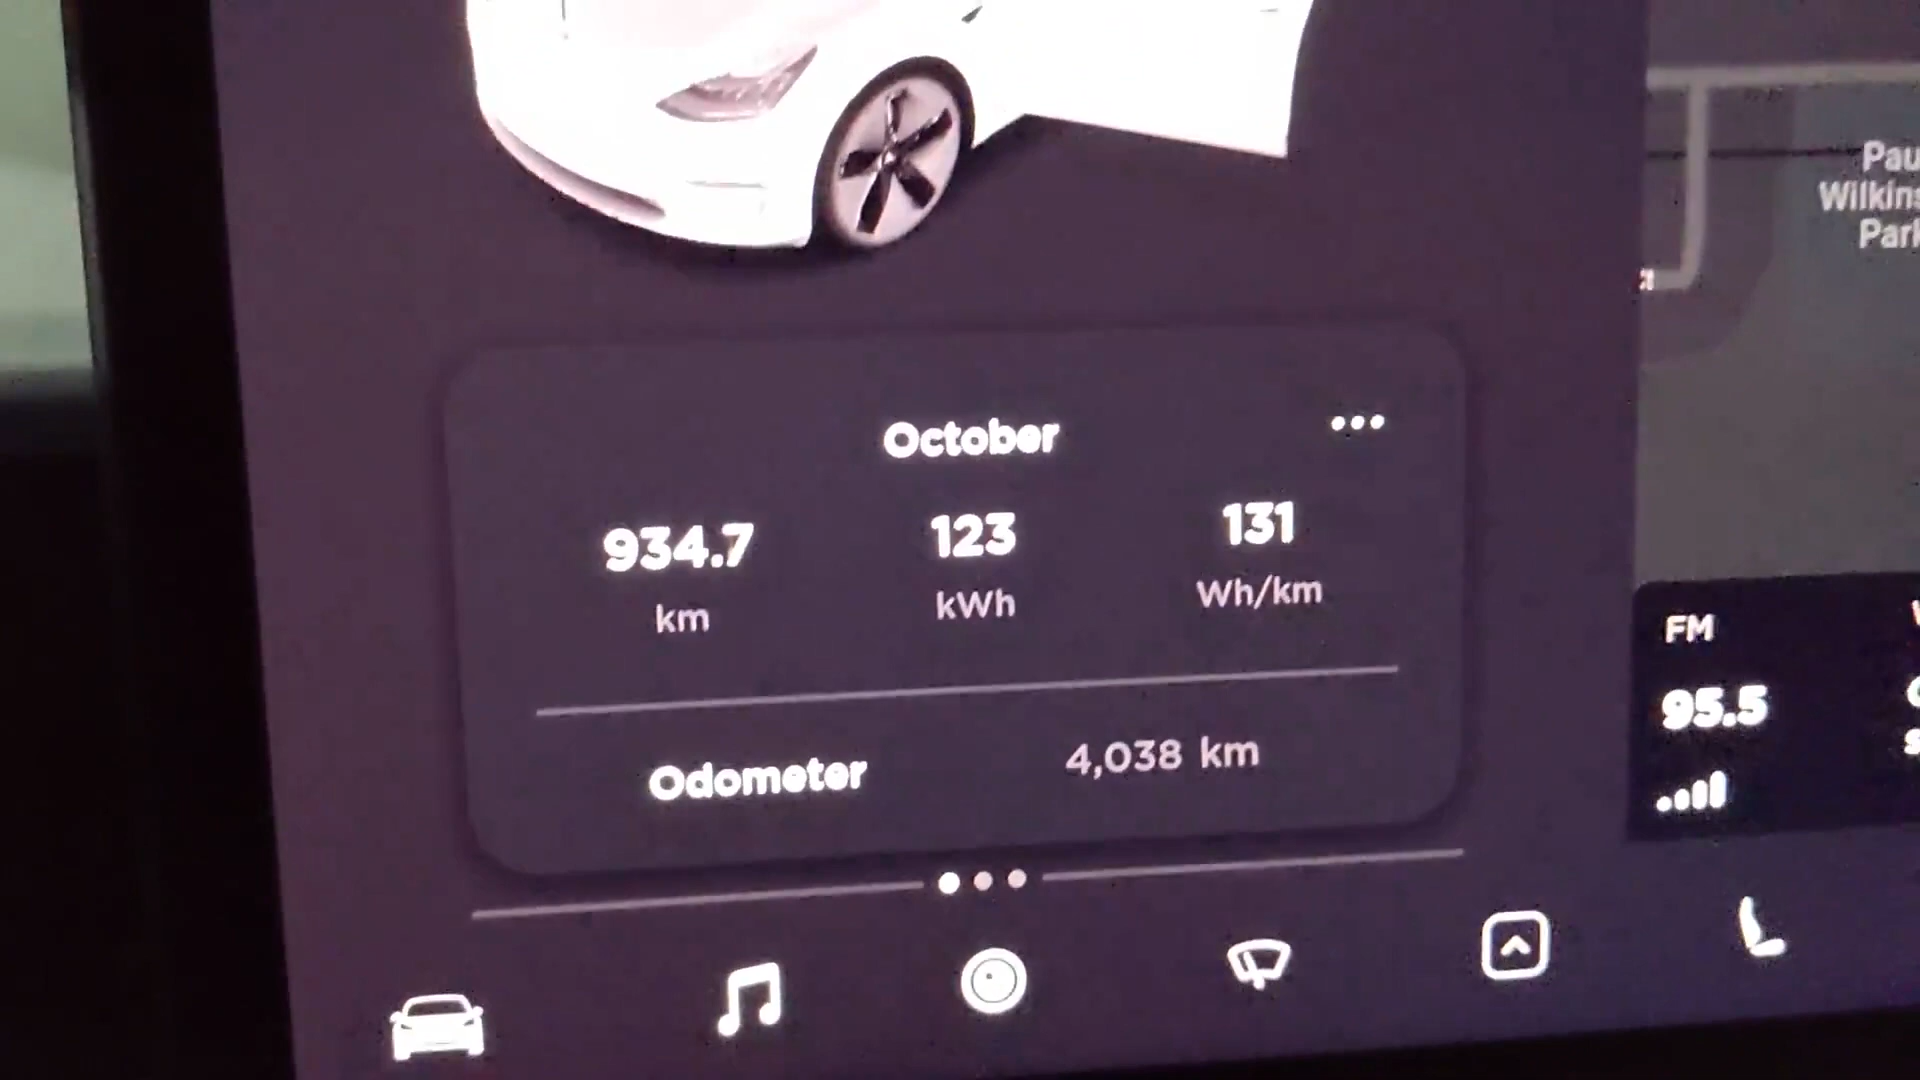 Pau
Wilkins
Park
October
934.7 123 131
km kWh Wh/km
Odometer 4,038 km
FM
95.5